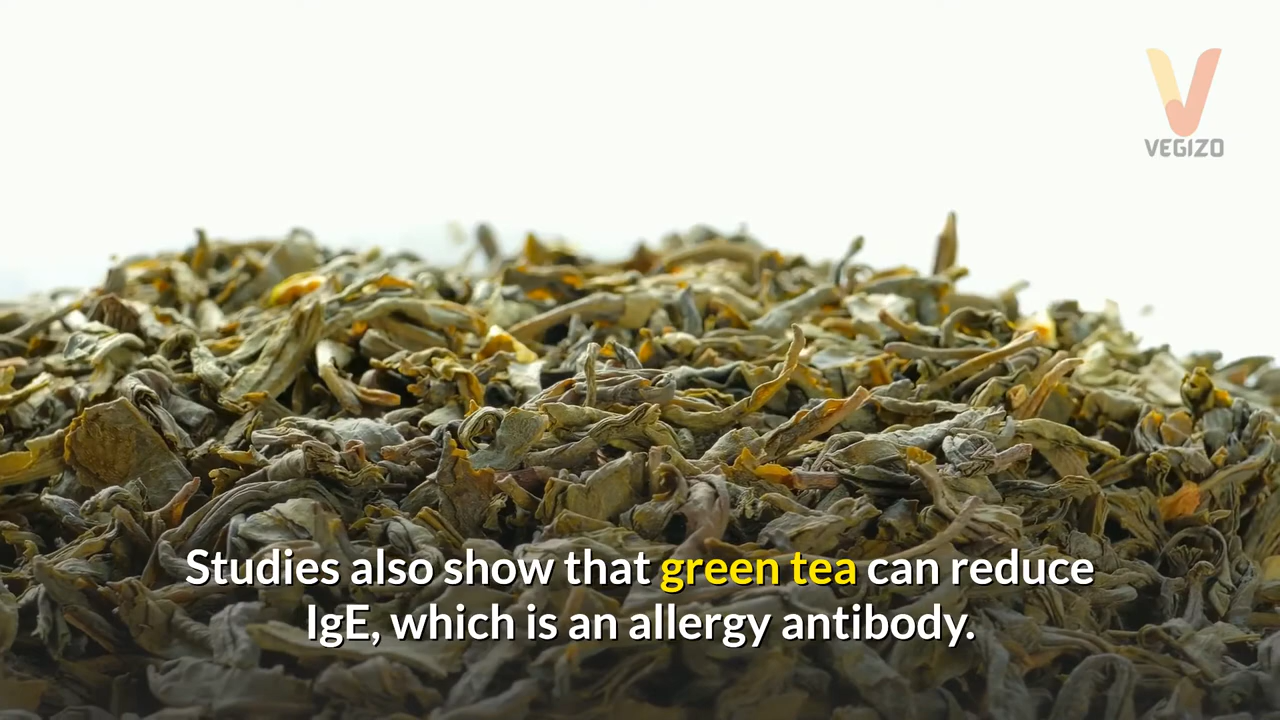 VEGIZO
Studies also show that green tea can reduce
IgE, which is an allergy antibody.